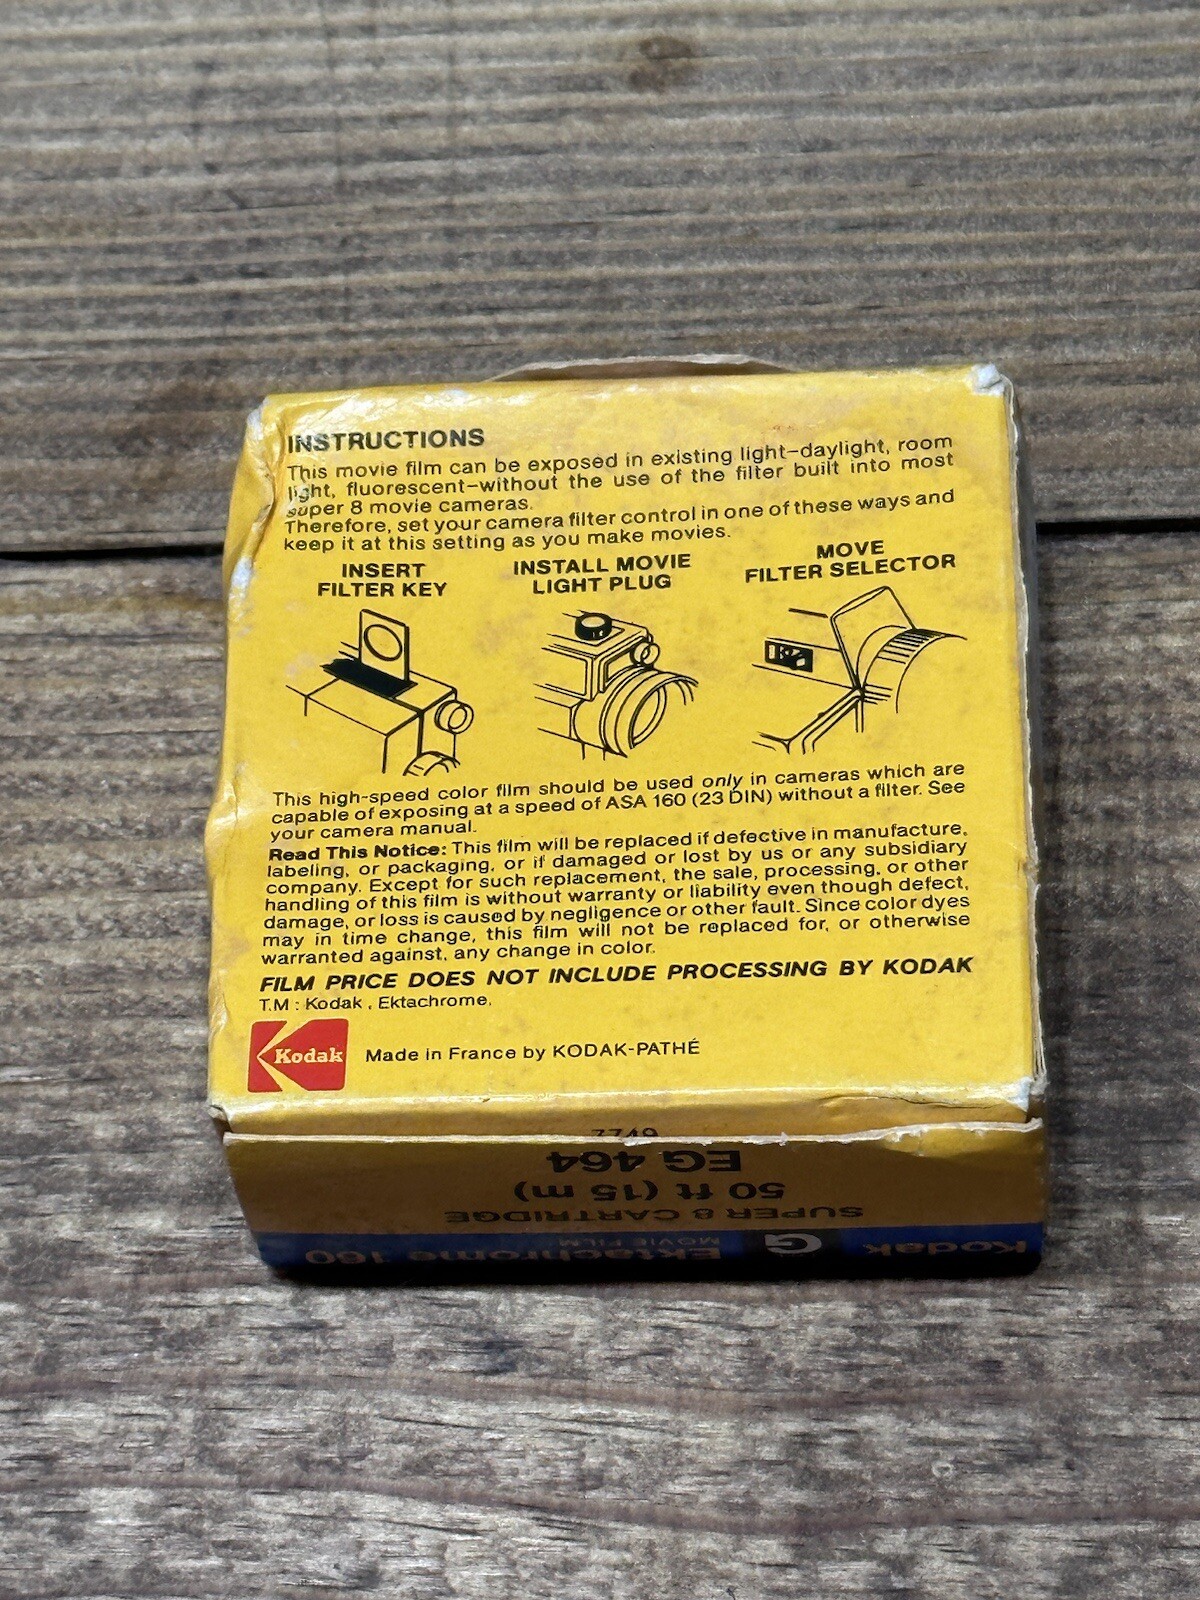 INSTRUCTIONS
This movie film can be exposed in existing light–daylight, room
light, fluorescent–without the use of the filter built into most
super 8 movie cameras.
Therefore, set your camera filter control in one of these ways and
keep it at this setting as you make movies.
INSERT
FILTER KEY
INSTALL MOVIE
LIGHT PLUG
MOVE
FILTER SELECTOR
This high-speed color film should be used only in cameras which are
capable of exposing at a speed of ASA 160 (23 DIN) without a filter. See
your camera manual.
Read This Notice: This film will be replaced if defective in manufacture,
labeling, or packaging, or if damaged or lost by us or any subsidiary
company. Except for such replacement, the sale, processing, or other
handling of this film is without warranty or liability even though defect,
damage, or loss is caused by negligence or other fault. Since color dyes
may in time change, this film will not be replaced for, or otherwise
warranted against, any change in color.
FILM PRICE DOES NOT INCLUDE PROCESSING BY KODAK
T.M : Kodak , Ektachrome.
Kodak
Made in France by KODAK-PATHÉ
EG 464
50 ft (15 m)
SUPER 8 CARTRIDGE
Kodak G Ektachrome 160
MOVIE FILM